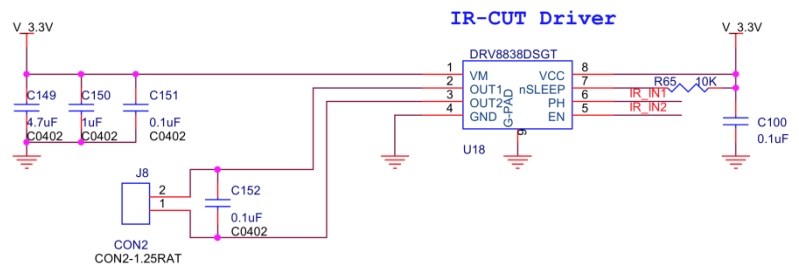 IR-CUT Driver
V_3.3V
V_3.3V
DRV8838DSGT
1
2
3
4
VM
OUT1
OUT2
GND
G-PAD
9
VCC
nSLEEP
PH
EN
8
7
6
5
R65
10K
IR_IN1
IR_IN2
U18
C149
4.7uF
C0402
C150
1uF
C0402
C151
0.1uF
C0402
C100
0.1uF
J8
2
1
C152
0.1uF
C0402
CON2
CON2-1.25RAT